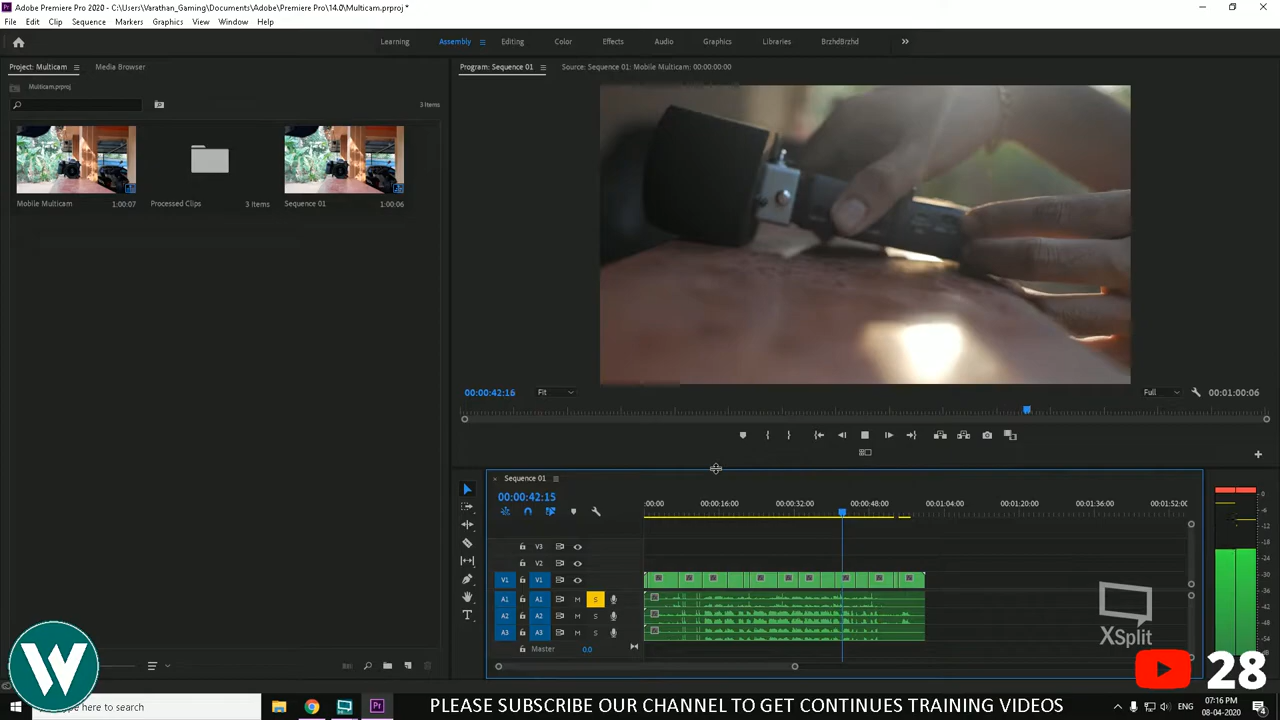 Adobe Premiere Pro 2020 - C:\Users\Varathan_Gaming\Documents\Adobe\Premiere Pro\14.0\Multicam.prproj *
File Edit Clip Sequence Markers Graphics View Window Help
Learning Assembly Editing Color Effects Audio Graphics Libraries BrzhdBrzhd
Project: Multicam Media Browser
Program: Sequence 01 Source: Sequence 01: Mobile Multicam: 00:00:00:00
Multicam.prproj
3 Items
Mobile Multicam 1:00:07
Processed Clips 3 Items
Sequence 01 1:00:06
00:00:42:16 Fit Full 00:01:00:06
Sequence 01
00:00:42:15
:00:00 00:00:16:00 00:00:32:00 00:00:48:00 00:01:04:00 00:01:20:00 00:01:36:00 00:01:52:00
V3
V2
V1 V1
A1 A1 M S
A2 A2 M S
A3 A3 M S
Master 0.0
XSplit
W
28
here to search
PLEASE SUBSCRIBE OUR CHANNEL TO GET CONTINUES TRAINING VIDEOS
ENG
07:16 PM
08-04-2020